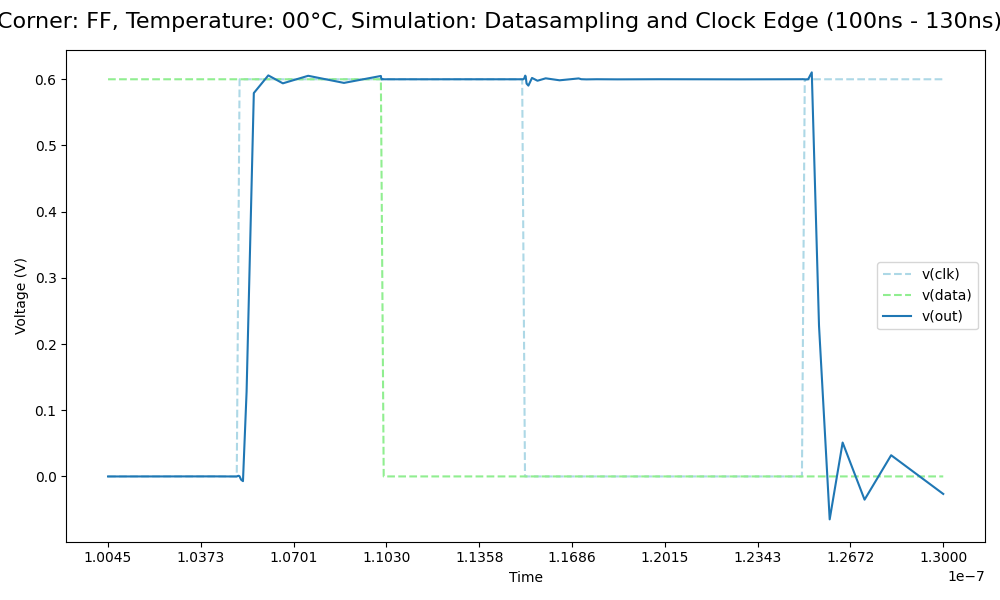 Corner: FF, Temperature: 00°C, Simulation: Datasampling and Clock Edge (100ns - 130ns)
0.6
0.5
0.4
0.3
0.2
0.1
0.0
Voltage (V)
v(clk)
v(data)
v(out)
1.0045 1.0373 1.0701 1.1030 1.1358 1.1686 1.2015 1.2343 1.2672 1.3000
1e−7
Time